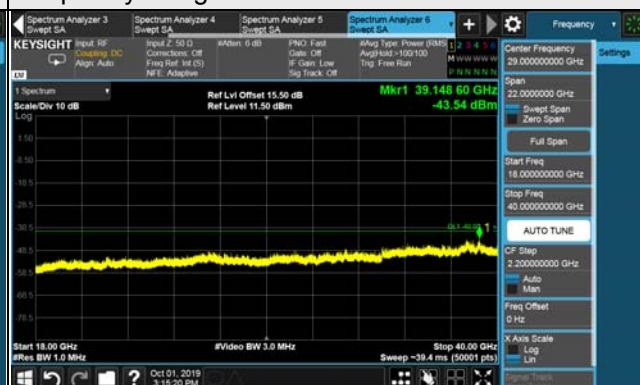 Spectrum Analyzer 3
Swept SA
Spectrum Analyzer 4
Swept SA
Spectrum Analyzer 5
Swept SA
Spectrum Analyzer 6
Swept SA
Frequency
KEYSIGHT
Input: RF
Coupling: DC
Align: Auto
Input Z: 50 Ω
Corrections: Off
Freq Ref: Int (S)
NFE: Adaptive
#Atten: 6 dB
PNO: Fast
Gate: Off
IF Gain: Low
Sig Track: Off
#Avg Type: Power (RMS
Avg|Hold:>100/100
Trig: Free Run
1 2 3 4 5 6
M W W W W W
P N N N N N
LXI
1 Spectrum
Scale/Div 10 dB
Log
Ref Lvl Offset 15.50 dB
Ref Level 11.50 dBm
Mkr1 39.148 60 GHz
-43.54 dBm
1.50
-8.50
-18.5
-28.5
-38.5
-48.5
-58.5
-68.5
-78.5
1
Start 18.00 GHz
#Res BW 1.0 MHz
#Video BW 3.0 MHz
Stop 40.00 GHz
Sweep ~39.4 ms (50001 pts)
Oct 01, 2019
3:15:20 PM
Center Frequency
29.000000000 GHz
Settings
Span
22.0000000 GHz
Swept Span
Zero Span
Full Span
Start Freq
18.000000000 GHz
Stop Freq
40.000000000 GHz
AUTO TUNE
CF Step
2.200000000 GHz
Auto
Man
Freq Offset
0 Hz
X Axis Scale
Log
Lin
Signal Track